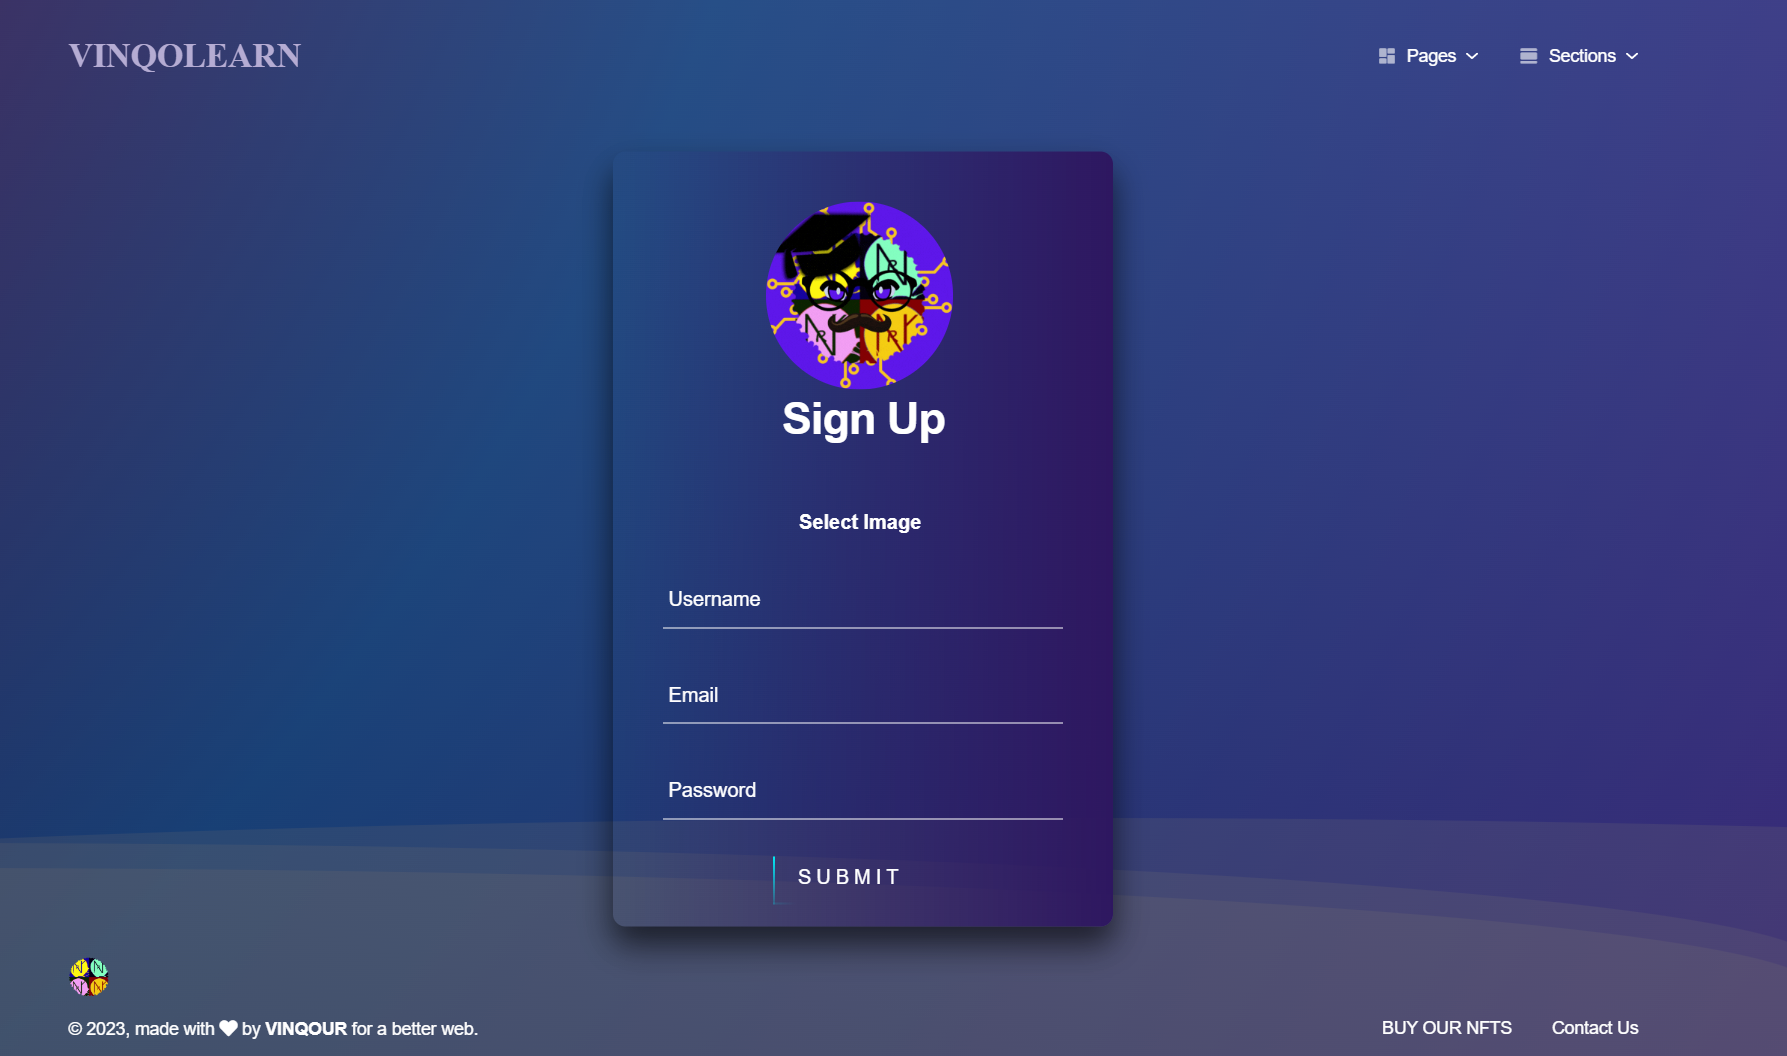 VINQOLEARN
Pages
Sections
Sign Up
Select Image
Username
Email
Password
SUBMIT
© 2023, made with by VINQOUR for a better web.
BUY OUR NFTS
Contact Us